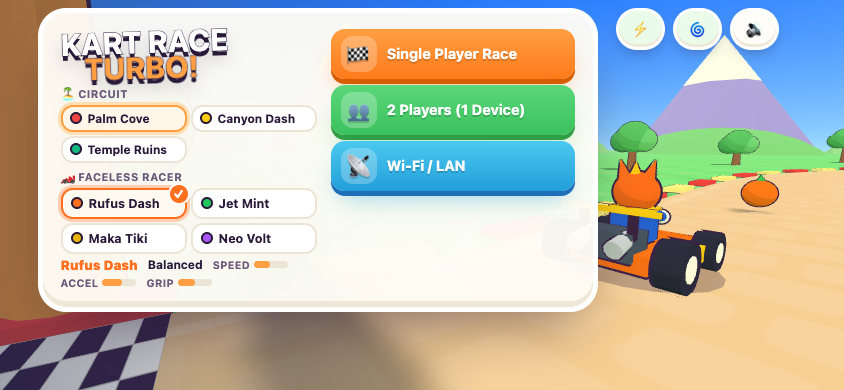 KART RACE
TURBO!
CIRCUIT
Palm Cove
Canyon Dash
Temple Ruins
FACELESS RACER
Rufus Dash
Jet Mint
Maka Tiki
Neo Volt
Rufus Dash Balanced SPEED
ACCEL GRIP
Single Player Race
2 Players (1 Device)
Wi-Fi / LAN